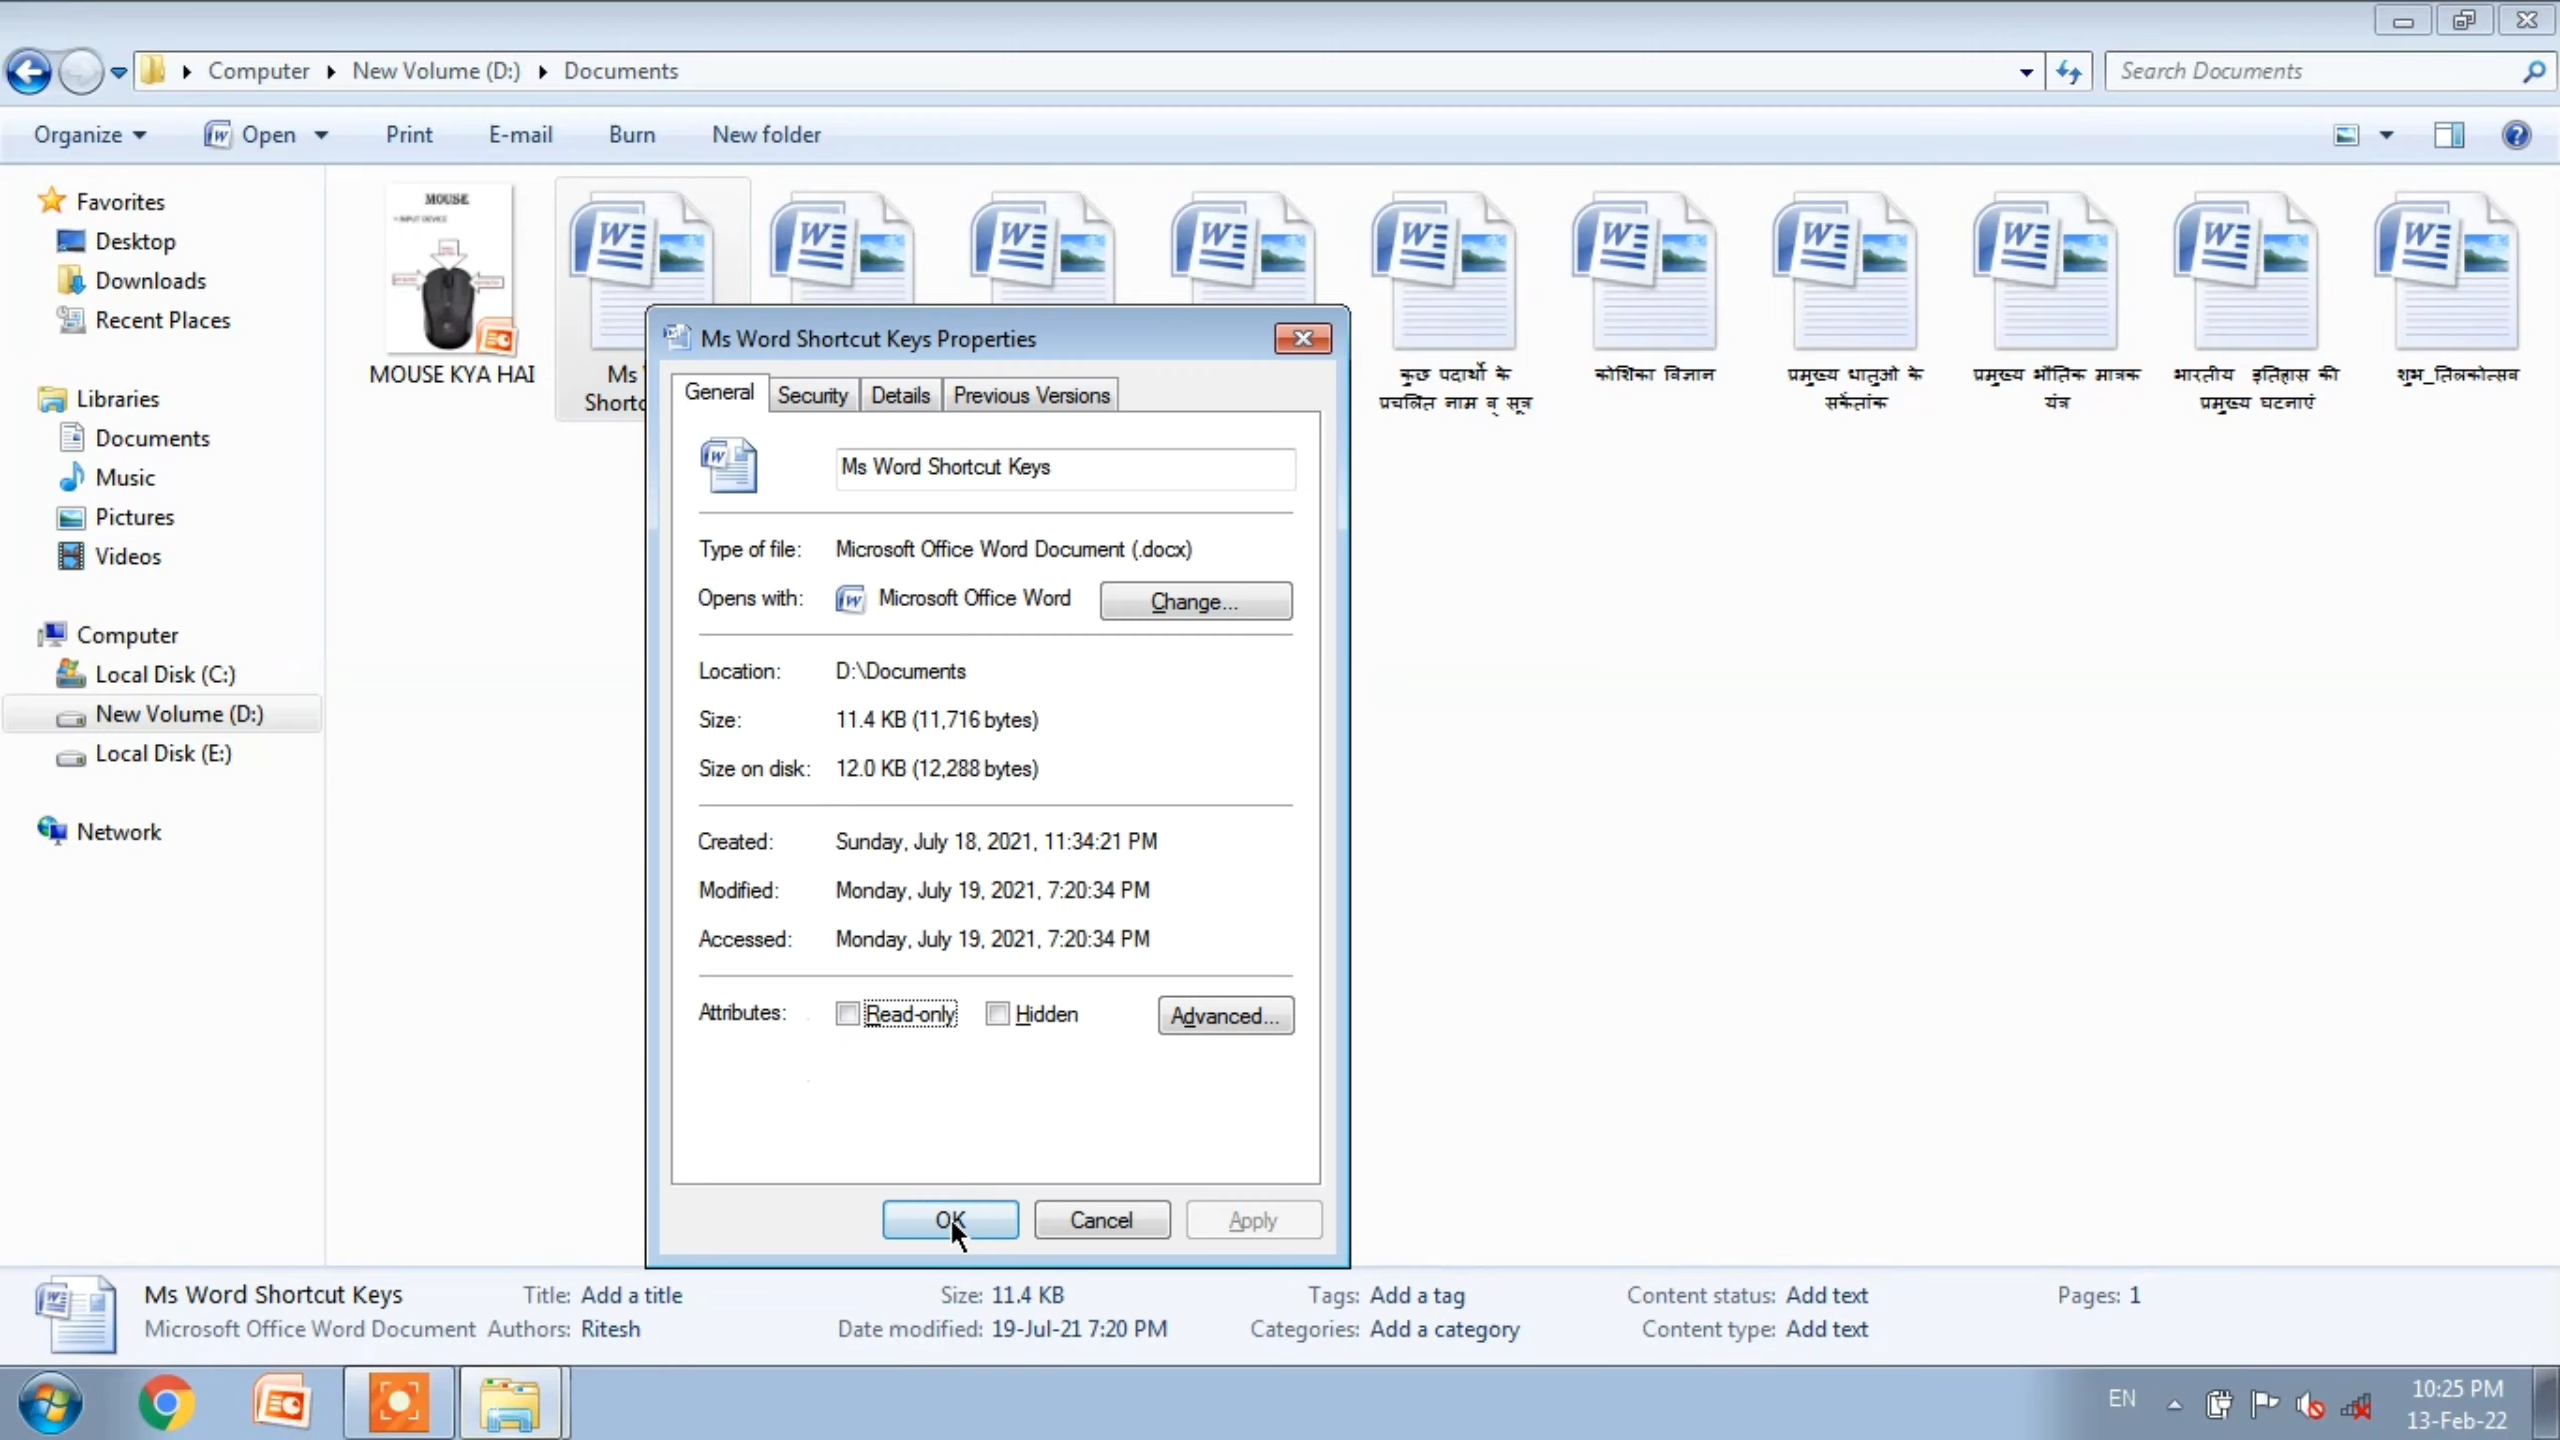 Computer ▸ New Volume (D:) ▸ Documents
Search Documents
Organize Open Print E-mail Burn New folder
Favorites
Desktop
Downloads
Recent Places
Libraries
Documents
Music
Pictures
Videos
Computer
Local Disk (C:)
New Volume (D:)
Local Disk (E:)
Network
MOUSE
INPUT DEVICE
MOUSE KYA HAI
Ms
कुछ पदार्थो के
प्रचलित नाम व् सूत्र
कोशिका विज्ञान
प्रमुख्य धातुओ के
सकेंतांक
प्रमुख्य भौतिक मात्रक
यंत्र
भारतीय इतिहास की
प्रमुख्य घटनाएं
शुभ_तिलकोत्सव
Ms Word Shortcut Keys Properties
General Security Details Previous Versions
Ms Word Shortcut Keys
Type of file: Microsoft Office Word Document (.docx)
Opens with: Microsoft Office Word Change...
Location: D:\Documents
Size: 11.4 KB (11,716 bytes)
Size on disk: 12.0 KB (12,288 bytes)
Created: Sunday, July 18, 2021, 11:34:21 PM
Modified: Monday, July 19, 2021, 7:20:34 PM
Accessed: Monday, July 19, 2021, 7:20:34 PM
Attributes: Read-only Hidden Advanced...
OK Cancel Apply
Ms Word Shortcut Keys Title: Add a title Size: 11.4 KB Tags: Add a tag Content status: Add text Pages: 1
Microsoft Office Word Document Authors: Ritesh Date modified: 19-Jul-21 7:20 PM Categories: Add a category Content type: Add text
EN
10:25 PM
13-Feb-22